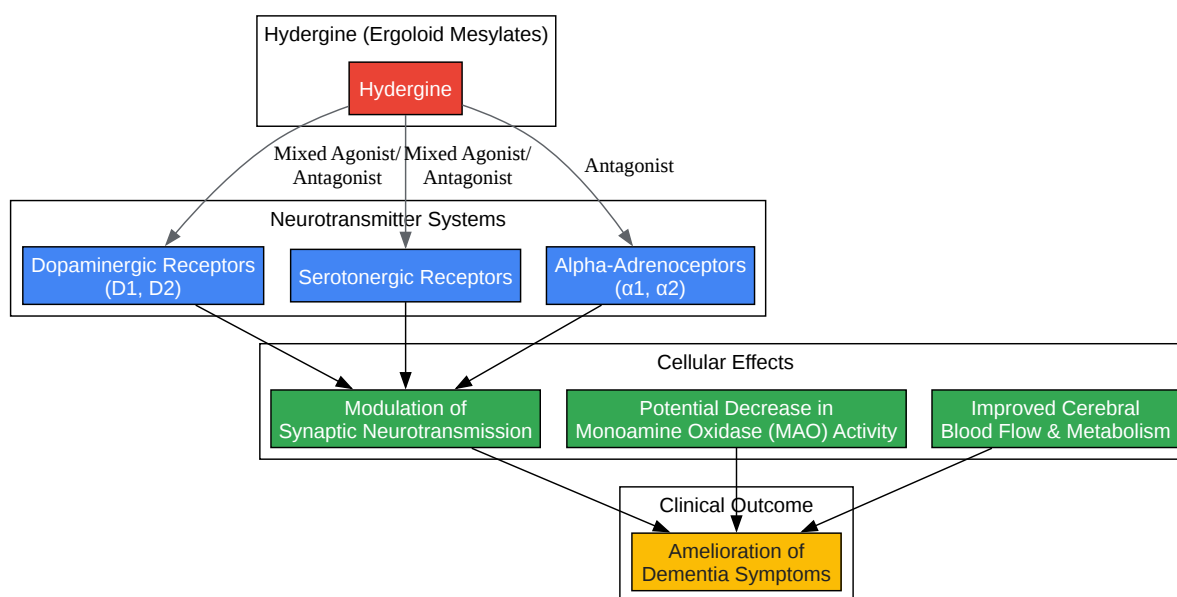 Hydergine (Ergoloid Mesylates)
Hydergine
Mixed Agonist/
Antagonist
Mixed Agonist/
Antagonist
Antagonist
Neurotransmitter Systems
Dopaminergic Receptors
(D1, D2)
Serotonergic Receptors
Alpha-Adrenoceptors
(α1, α2)
Cellular Effects
Modulation of
Synaptic Neurotransmission
Potential Decrease in
Monoamine Oxidase (MAO) Activity
Improved Cerebral
Blood Flow & Metabolism
Clinical Outcome
Amelioration of
Dementia Symptoms